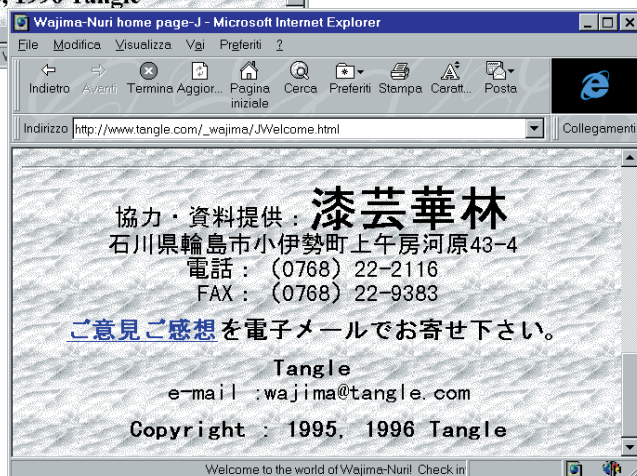 , 1996 Tangle
Wajima-Nuri home page-J - Microsoft Internet Explorer
File Modifica Visualizza Vai Preferiti ?
Indietro Avanti Termina Aggior... Pagina iniziale Cerca Preferiti Stampa Caratt... Posta
Indirizzo http://www.tangle.com/_wajima/JWelcome.html Collegamenti
協力・資料提供：漆芸華林
石川県輪島市小伊勢町上午房河原43-4
電話： (0768) 22-2116
FAX： (0768) 22-9383
ご意見ご感想を電子メールでお寄せ下さい。
Tangle
e-mail :wajima@tangle.com
Copyright : 1995, 1996 Tangle
Welcome to the world of Wajima-Nuri! Check in